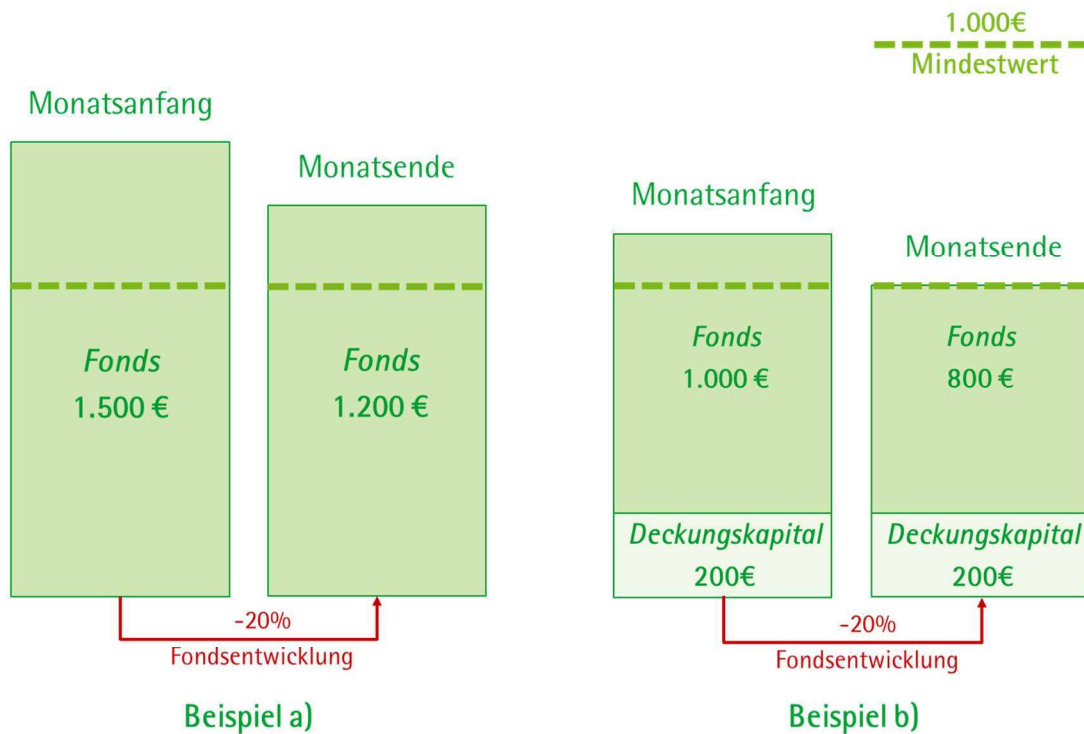 1.000€
Mindestwert
Monatsanfang
Monatsende
Fonds
1.500 €
Fonds
1.200 €
-20%
Fondsentwicklung
Beispiel a)
Monatsanfang
Monatsende
Fonds
1.000 €
Fonds
800 €
Deckungskapital
200€
Deckungskapital
200€
-20%
Fondsentwicklung
Beispiel b)